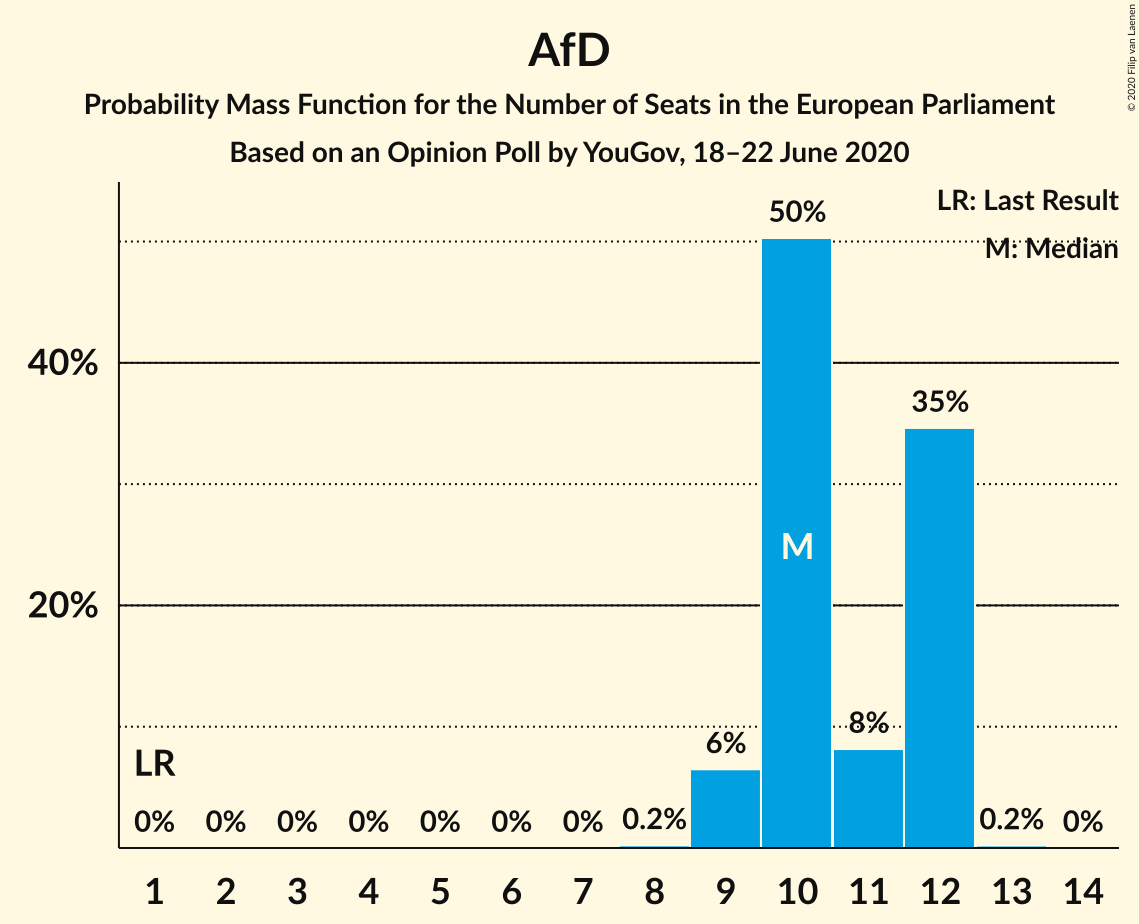 AfD
Probability Mass Function for the Number of Seats in the European Parliament
Based on an Opinion Poll by YouGov, 18–22 June 2020
© 2020 Filip van Laenen
LR: Last Result
M: Median
50%
40%
35%
M
20%
8%
6%
LR
0% 0% 0% 0% 0% 0% 0% 0.2% 0.2% 0%
1 2 3 4 5 6 7 8 9 10 11 12 13 14